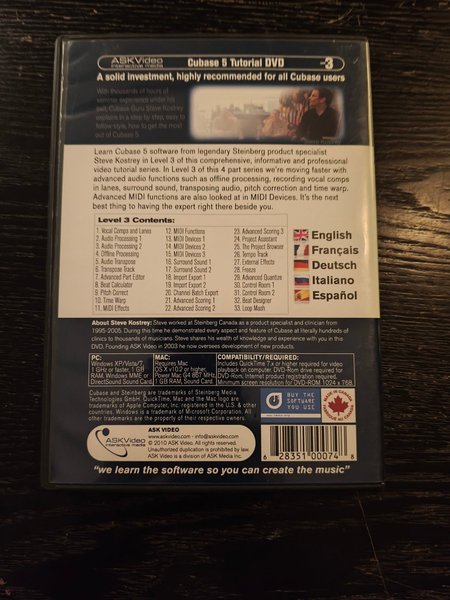 ASKVideo interactive media Cubase 5 Tutorial DVD 3
A solid investment, highly recommended for all Cubase users
With thousands of hours of
seminar experience under his
belt, Cubase Guru Steve Kostrey
explains in a step by step, easy to
follow style, how to get the most
out of Cubase 5.
Learn Cubase 5 software from legendary Steinberg product specialist
Steve Kostrey in Level 3 of this comprehensive, informative and professional
video tutorial series. In Level 3 of this 4 part series we're moving faster with
advanced audio functions such as offline processing, recording vocal comps
in lanes, surround sound, transposing audio, pitch correction and time warp.
Advanced MIDI functions are also looked at in MIDI Devices. It's the next
best thing to having the expert right there beside you.
Level 3 Contents:
1. Vocal Comps and Lanes
2. Audio Processing 1
3. Audio Processing 2
4. Offline Processing
5. Audio Transpose
6. Transpose Track
7. Advanced Part Editor
8. Beat Calculator
9. Pitch Correct
10. Time Warp
11. MIDI Effects
12. MIDI Functions
13. MIDI Devices 1
14. MIDI Devices 2
15. MIDI Devices 3
16. Surround Sound 1
17. Surround Sound 2
18. Import Export 1
19. Import Export 2
20. Channel Batch Export
21. Advanced Scoring 1
22. Advanced Scoring 2
23. Advanced Scoring 3
24. Project Assistant
25. The Project Browser
26. Tempo Track
27. External Effects
28. Freeze
29. Advanced Quantize
30. Control Room 1
31. Control Room 2
32. Beat Designer
33. Loop Mash
English
Français
Deutsch
Italiano
Español
About Steve Kostrey: Steve worked at Steinberg Canada as a product specialist and clinician from
1995-2005. During this time he demonstrated every aspect and feature of Cubase at literally hundreds of
clinics to thousands of musicians. Steve shares his wealth of knowledge and experience with you in this
DVD. Founding ASK Video in 2003 he now oversees development of new products.
PC:
Windows XP/Vista/7
1 GHz or faster, 1 GB
RAM, Windows MME or
DirectSound Sound Card.
MAC:
Requires Mac
OS X v10.2 or higher.
Power Mac G4 867 MHz,
1 GB RAM, Sound Card.
COMPATIBILITY/REQUIRED:
Includes QuickTime 7.x or higher required for video
playback on computer. DVD-Rom drive required for
DVD-Rom, Internet product registration required.
Minimum screen resolution for DVD-ROM 1024 x 768.
Cubase and Steinberg are trademarks of Steinberg Media
Technologies GmbH. QuickTime, Mac and the Mac logo are
trademarks of Apple Computer, Inc. registered in the U.S. & other
countries. Windows is a trademark of Microsoft Corporation. All
other trademarks are the property of their respective owners.
BUY THE
SOFTWARE
YOU USE
MADE IN CANADA
ASKVideo
interactive media
ASK VIDEO
www.askvideo.com - info@askvideo.com
© 2010 ASK Video. All rights reserved.
Unauthorized duplication is prohibited by law.
ASK Video is a division of ASK Media Inc.
6 28351 00074 8
"we learn the software so you can create the music"